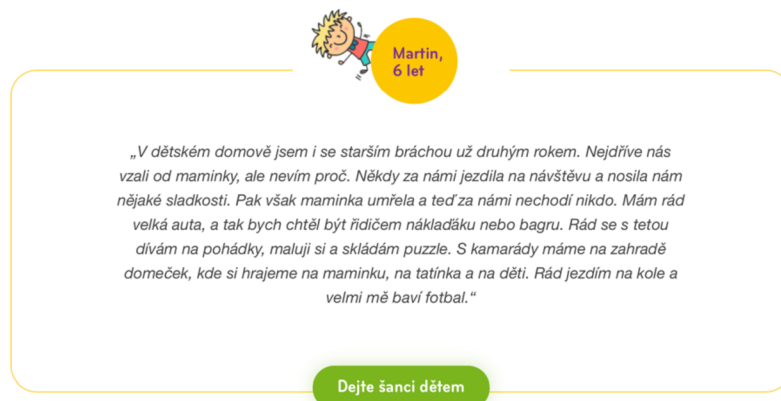 Martin,
6 let
„V dětském domově jsem i se starším bráchou už druhým rokem. Nejdříve nás
vzali od maminky, ale nevím proč. Někdy za námi jezdila na návštěvu a nosila nám
nějaké sladkosti. Pak však maminka umřela a teď za námi nechodí nikdo. Mám rád
velká auta, a tak bych chtěl být řidičem náklaďáku nebo bagru. Rád se s tetou
dívám na pohádky, maluji si a skládám puzzle. S kamarády máme na zahradě
domeček, kde si hrajeme na maminku, na tatínka a na děti. Rád jezdím na kole a
velmi mě baví fotbal.“
Dejte šanci dětem